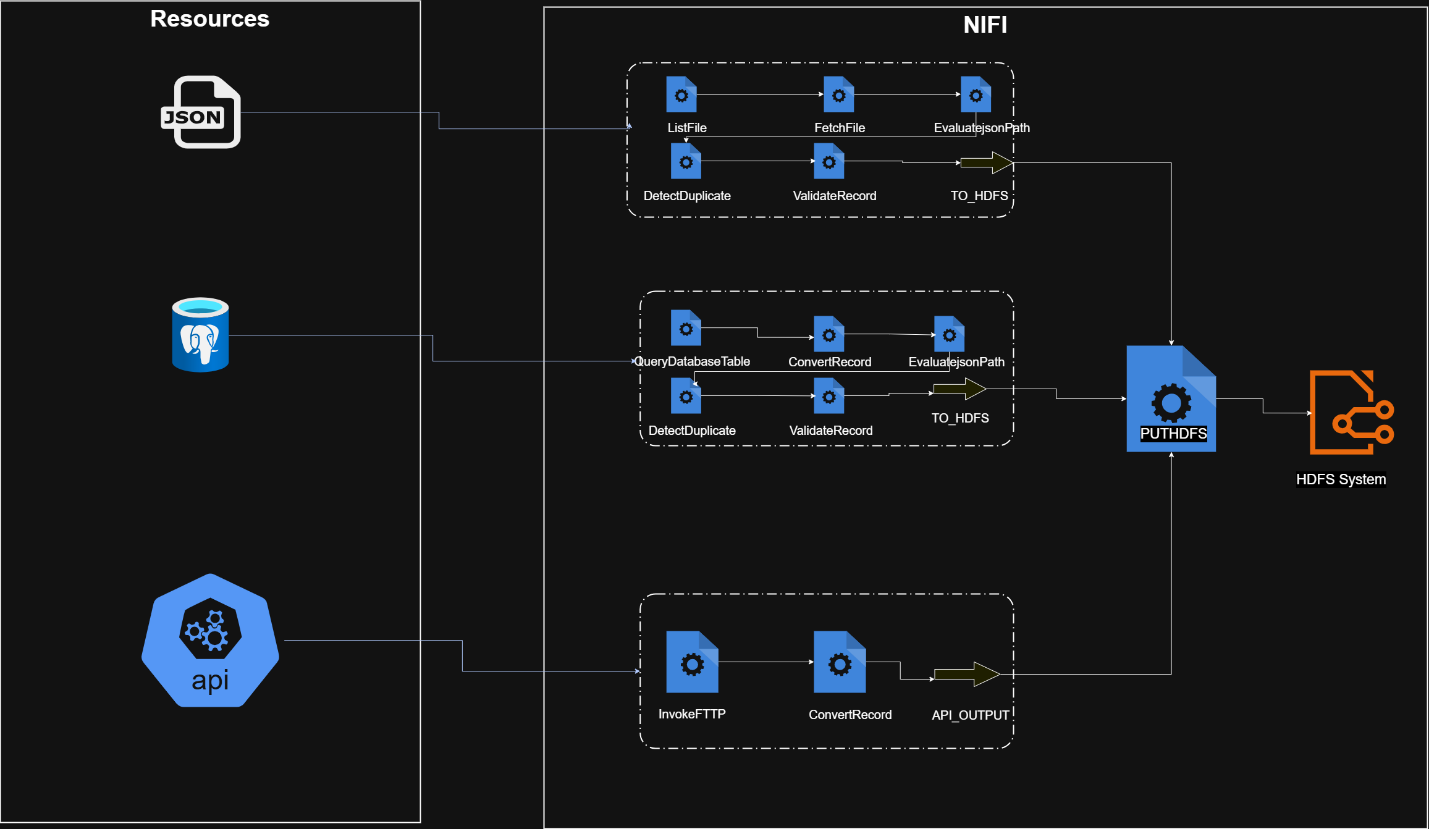 Resources
NIFI
JSON
ListFile
FetchFile
EvaluatejsonPath
DetectDuplicate
ValidateRecord
TO_HDFS
QueryDatabaseTable
ConvertRecord
EvaluatejsonPath
DetectDuplicate
ValidateRecord
TO_HDFS
PUTHDFS
HDFS System
api
InvokeFTTP
ConvertRecord
API_OUTPUT